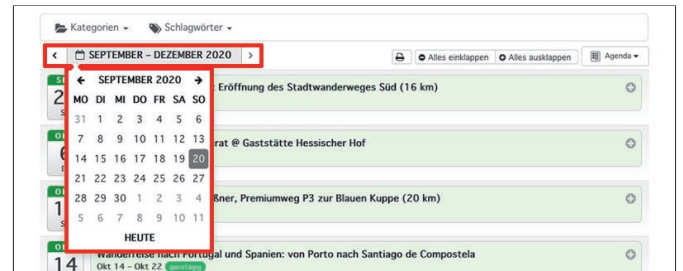 Kategorien Schlagwörter
SEPTEMBER – DEZEMBER 2020 Alles einklappen Alles ausklappen Agenda
SEPTEMBER 2020
: Eröffnung des Stadtwanderweges Süd (16 km)
MO DI MI DO FR SA SO
31 1 2 3 4 5 6
7 8 9 10 11 12 13
rat @ Gaststätte Hessischer Hof
14 15 16 17 18 19 20
21 22 23 24 25 26 27
28 29 30 1 2 3 4
ßner, Premiumweg P3 zur Blauen Kuppe (20 km)
5 6 7 8 9 10 11
HEUTE
14 Wanderreise nach Portugal und Spanien: von Porto nach Santiago de Compostela
Okt 14 – Okt 22 ganztägig